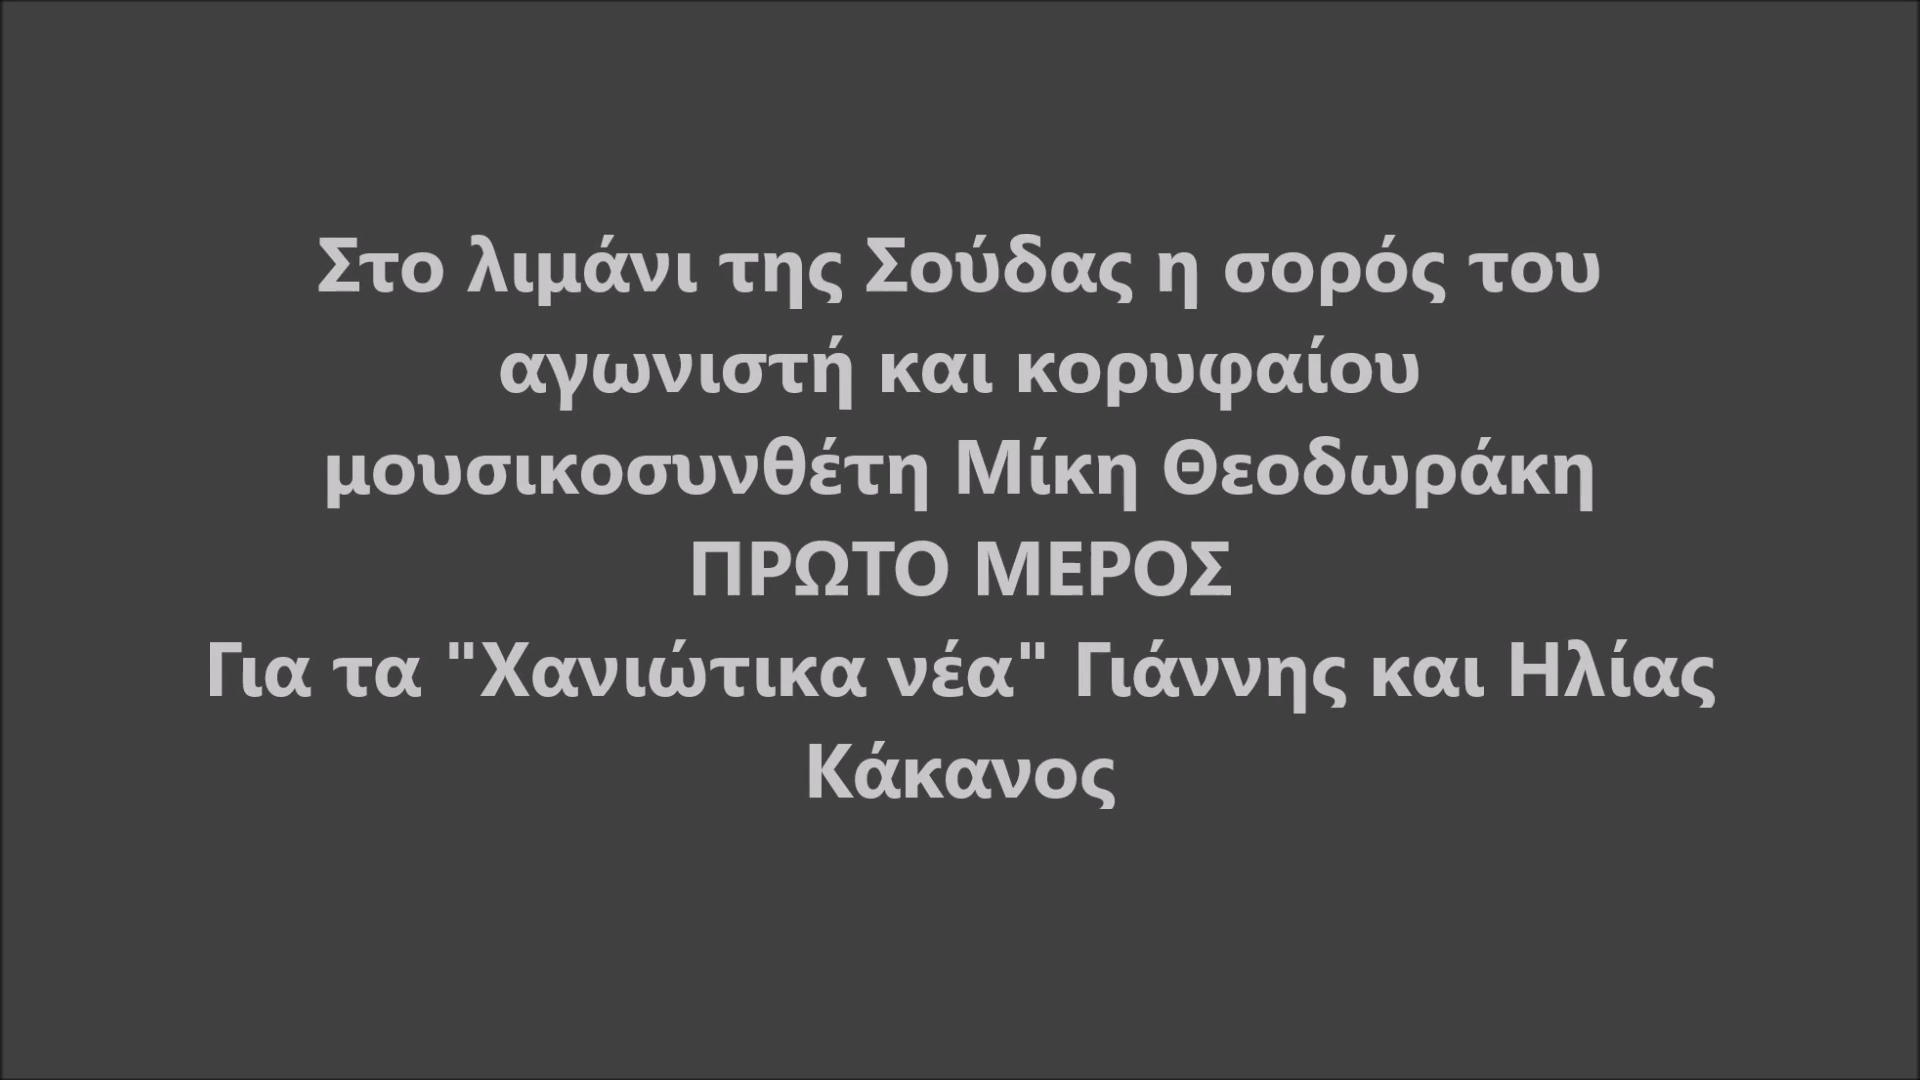 Στο λιμάνι της Σούδας η σορός του
αγωνιστή και κορυφαίου
μουσικοσυνθέτη Μίκη Θεοδωράκη
ΠΡΩΤΟ ΜΕΡΟΣ
Για τα "Χανιώτικα νέα" Γιάννης και Ηλίας
Κάκανος